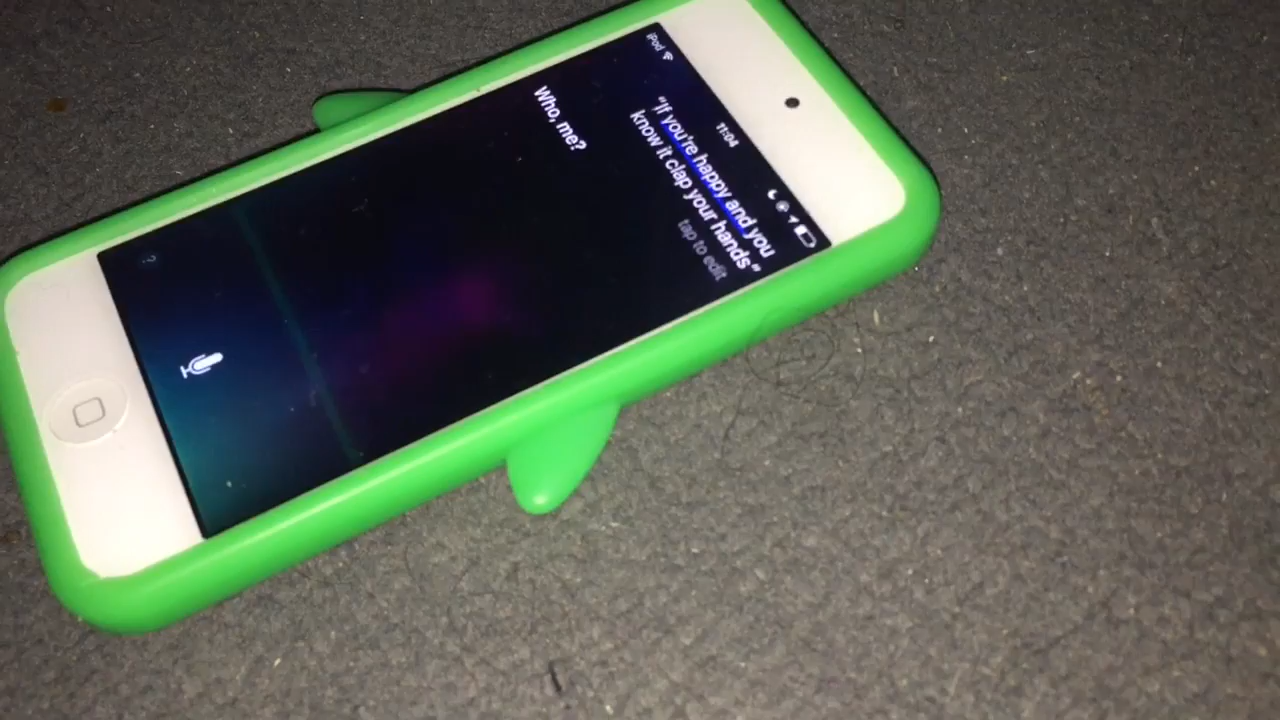 iPod
11:04
"If you're happy and you
know it clap your hands"
tap to edit
Who, me?
?